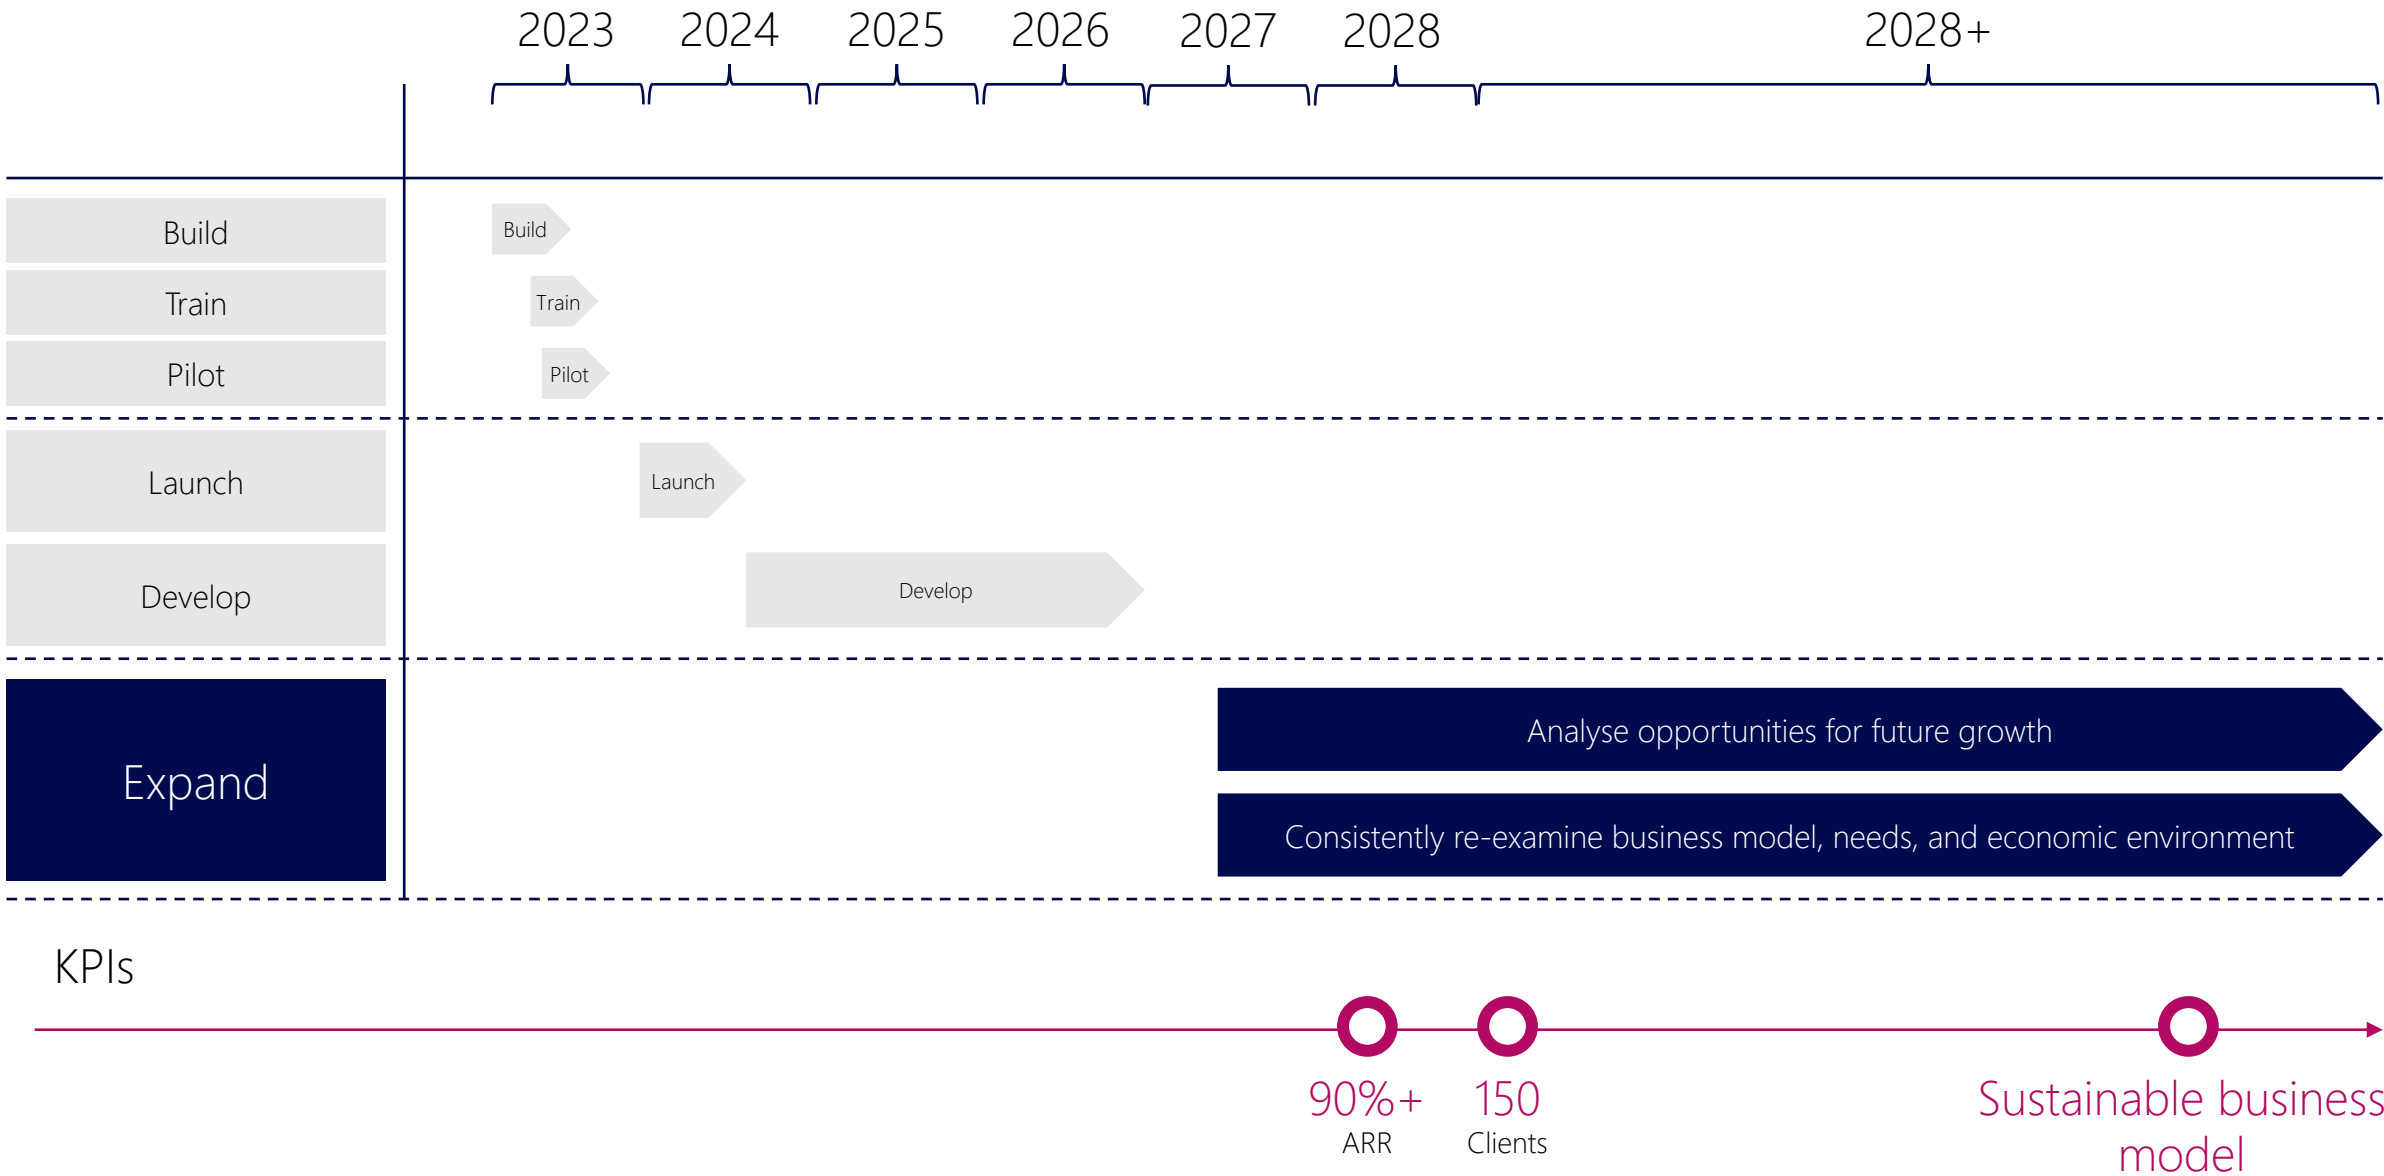 2023 2024 2025 2026 2027 2028 2028+
Build Build
Train Train
Pilot Pilot
Launch Launch
Develop Develop
Expand
Analyse opportunities for future growth
Consistently re-examine business model, needs, and economic environment
KPIs
90%+
ARR
150
Clients
Sustainable business
model